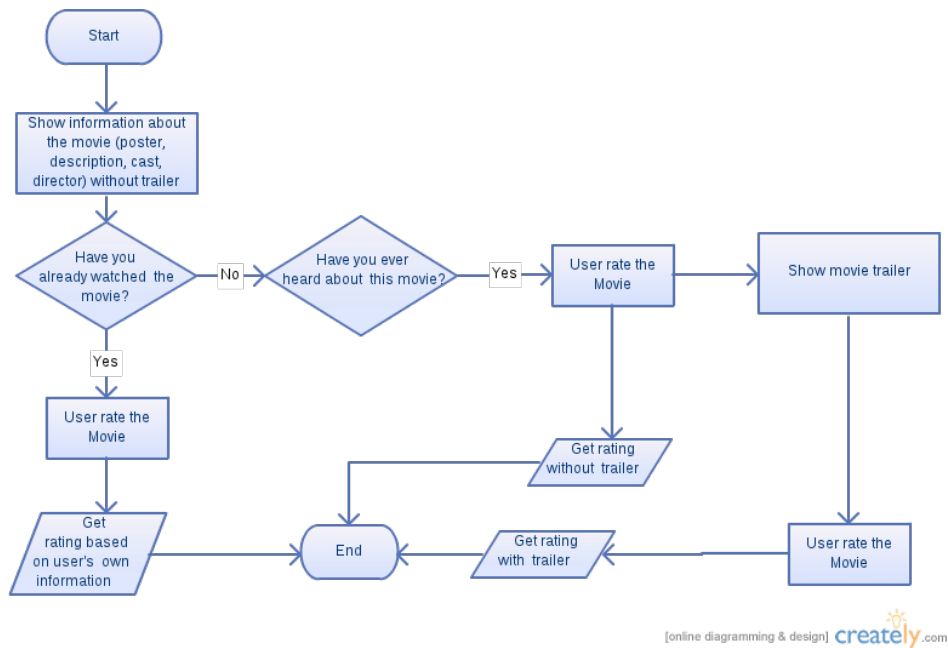 Start
Show information about
the movie (poster,
description, cast,
director) without trailer
Have you
already watched the
movie?
No
Have you ever
heard about this movie?
Yes
User rate the
Movie
Show movie trailer
Yes
User rate the
Movie
Get rating
without trailer
Get
rating based
on user's own
information
End
Get rating
with trailer
User rate the
Movie
[online diagramming & design] creately.com